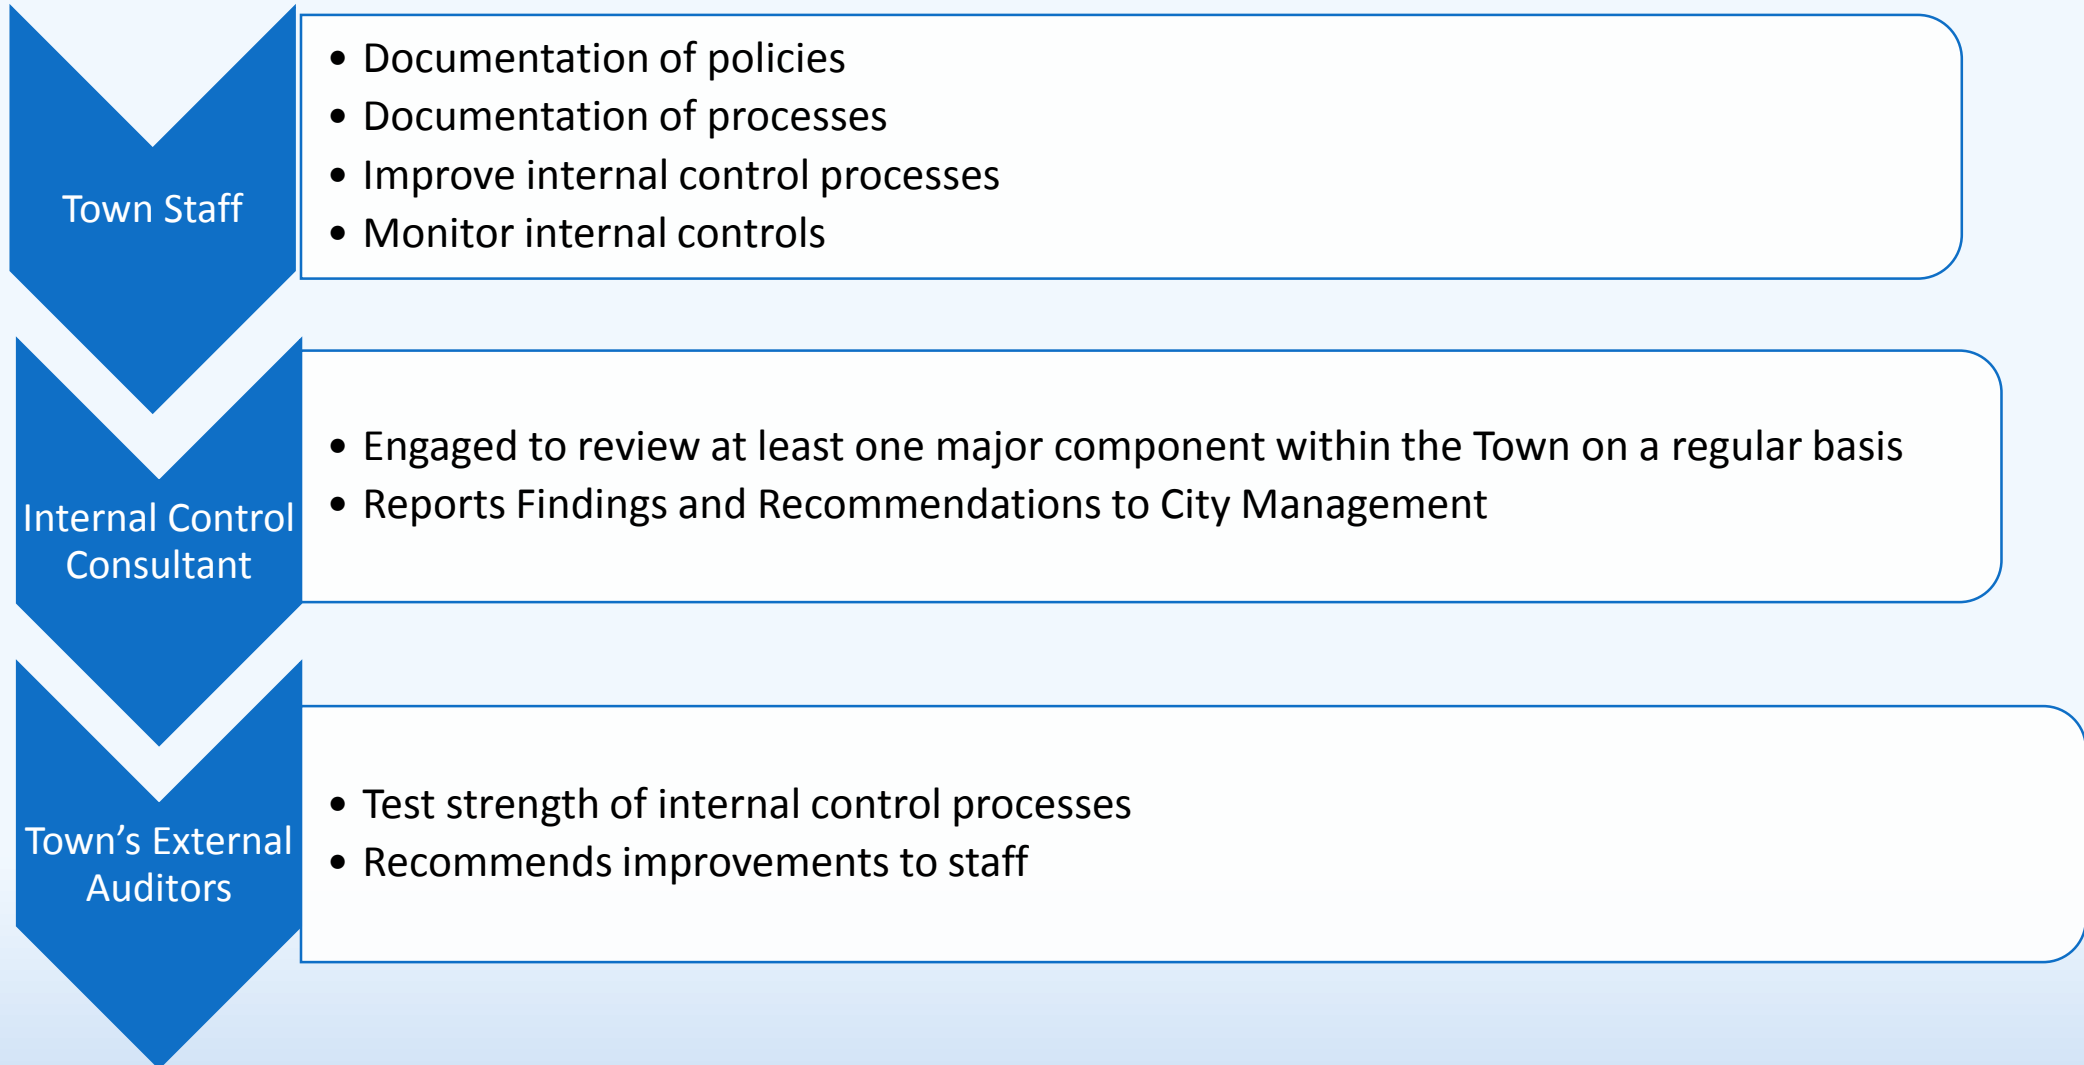 Town Staff
• Documentation of policies
• Documentation of processes
• Improve internal control processes
• Monitor internal controls
Internal Control
Consultant
• Engaged to review at least one major component within the Town on a regular basis
• Reports Findings and Recommendations to City Management
Town’s External
Auditors
• Test strength of internal control processes
• Recommends improvements to staff